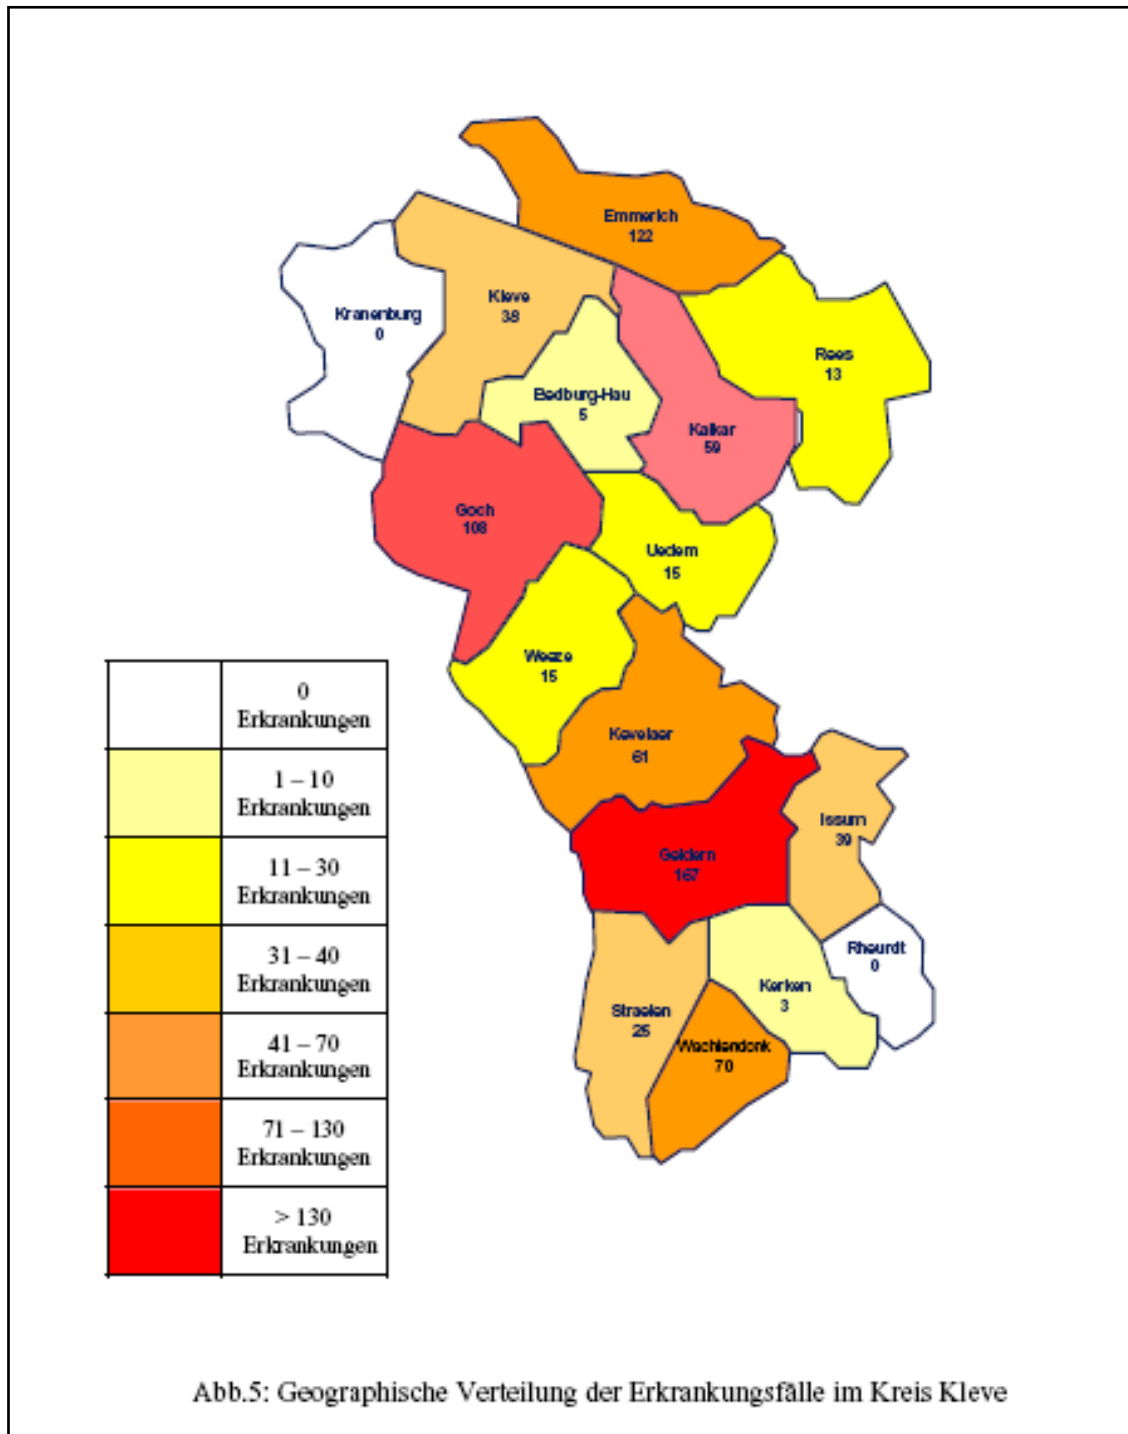 Emmerich
122
Kleve
38
Kranenburg
0
Rees
13
Bedburg-Hau
5
Kalkar
59
Goch
108
Uedem
15
Weeze
15
Kevelaer
61
Issum
39
Geldern
167
Rheurdt
0
Kerken
3
Straelen
25
Wachtendonk
70
0
Erkrankungen
1 – 10
Erkrankungen
11 – 30
Erkrankungen
31 – 40
Erkrankungen
41 – 70
Erkrankungen
71 – 130
Erkrankungen
> 130
Erkrankungen
Abb.5: Geographische Verteilung der Erkrankungsfälle im Kreis Kleve